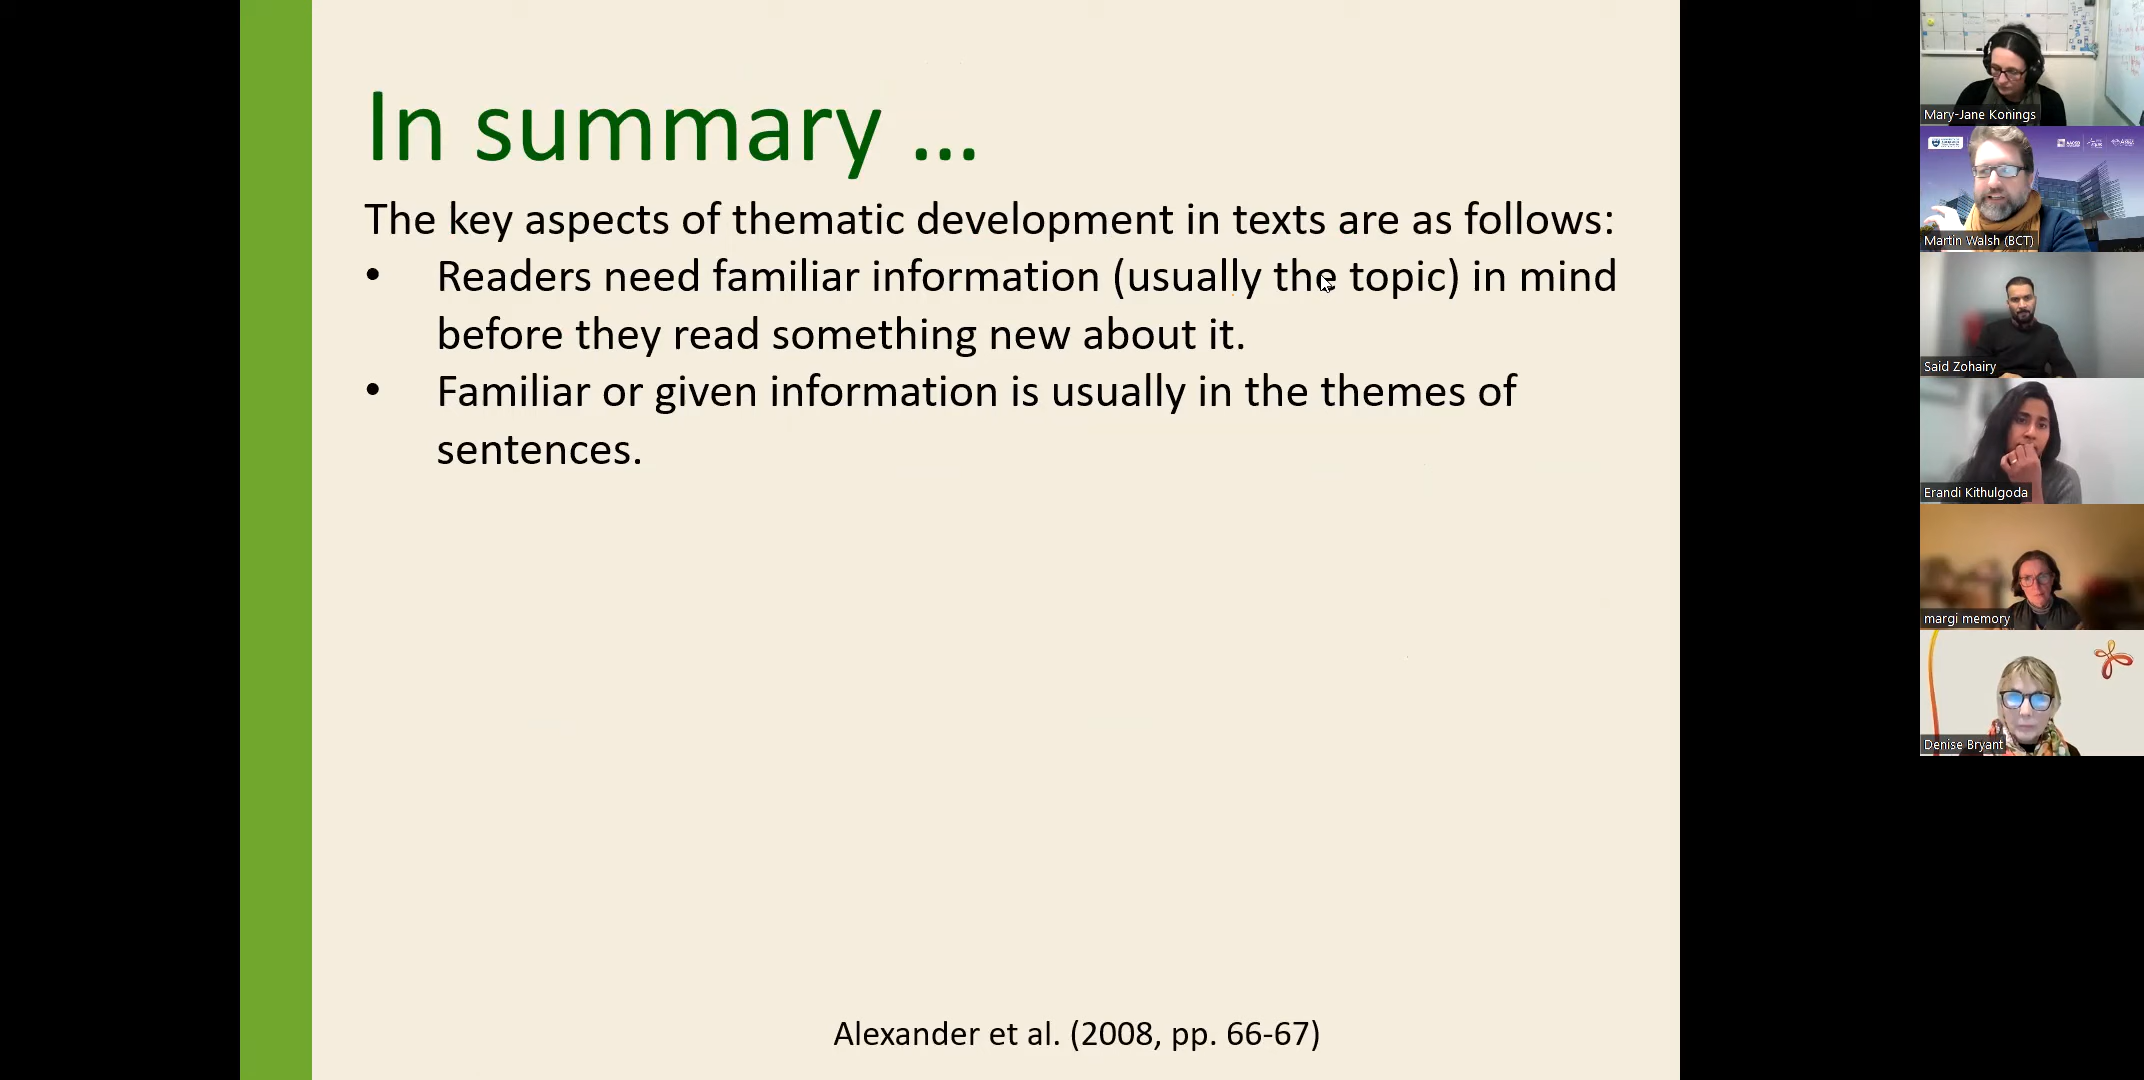 In summary ...
The key aspects of thematic development in texts are as follows:
• Readers need familiar information (usually the topic) in mind
before they read something new about it.
• Familiar or given information is usually in the themes of
sentences.
Alexander et al. (2008, pp. 66-67)
Mary-Jane Konings
Martin Walsh (BCT)
Said Zohairy
Erandi Kithulgoda
margi memory
Denise Bryant